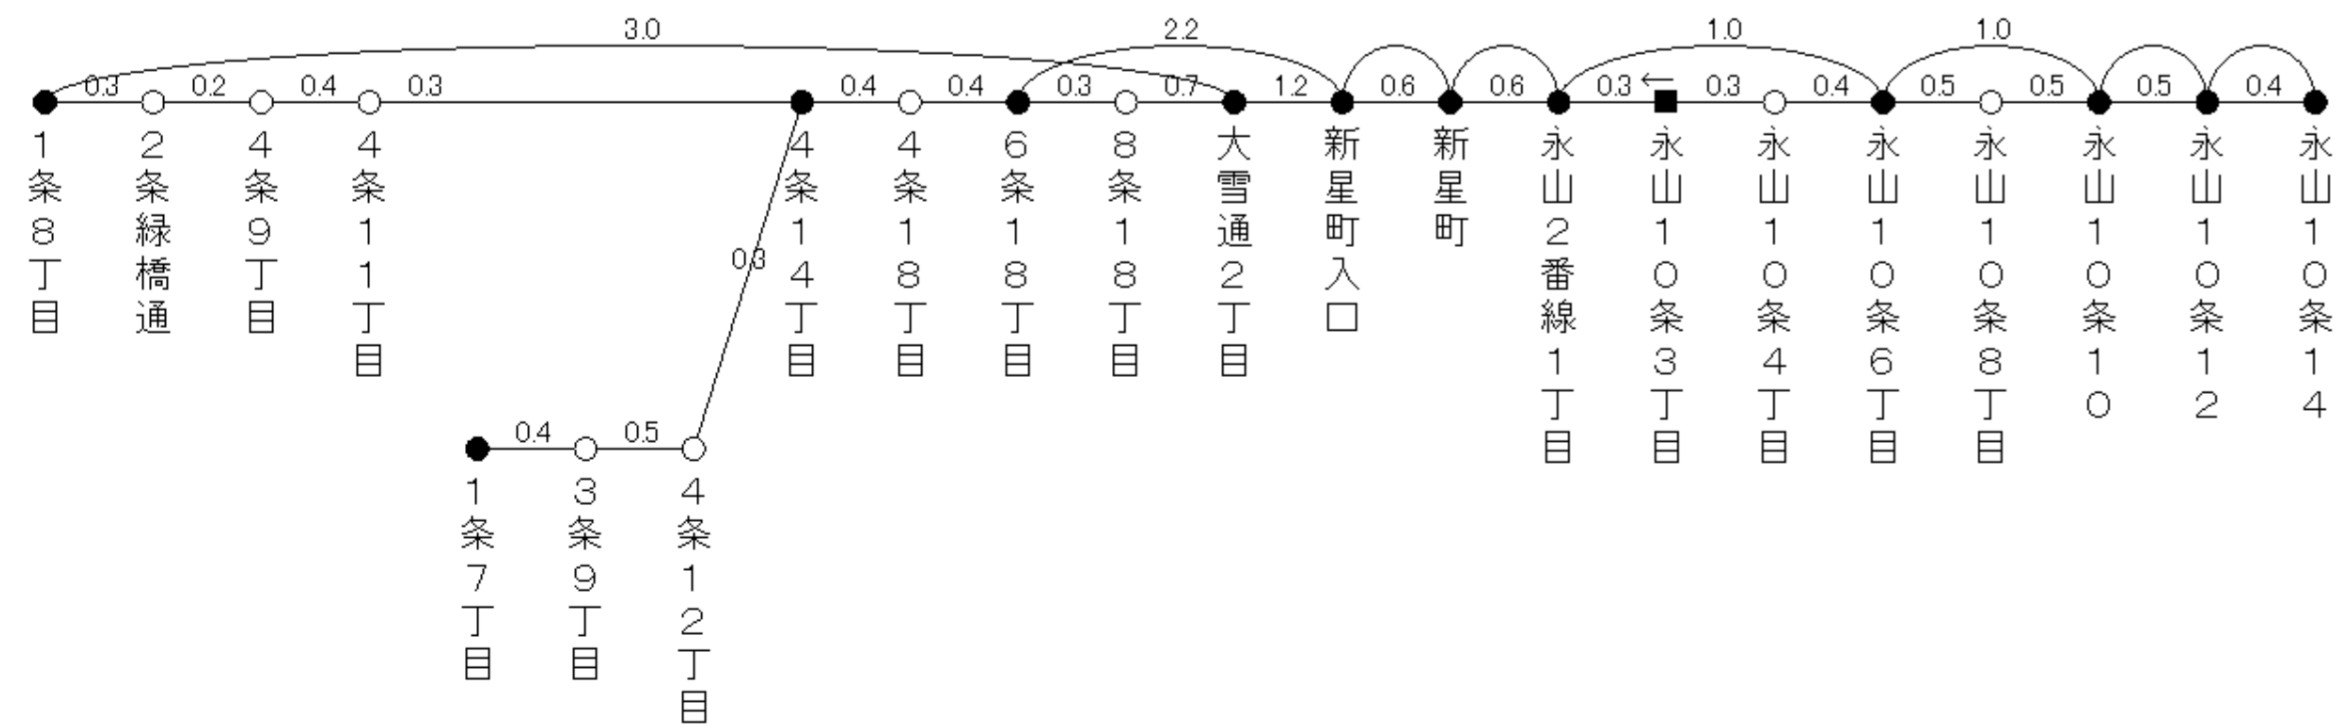 3.0 2.2 1.0 1.0
0.3 0.2 0.4 0.3 0.4 0.4 0.3 0.7 1.2 0.6 0.6 0.3 ← 0.3 0.4 0.5 0.5 0.5 0.4
1条8丁目
2条緑橋通
4条9丁目
4条11丁目
4条14丁目
4条18丁目
6条18丁目
8条18丁目
大雪通2丁目
新星町入口
新星町
永山2番線1丁目
永山10条3丁目
永山10条4丁目
永山10条6丁目
永山10条8丁目
永山10条10
永山10条12
永山10条14
0.3
0.4 0.5
1条7丁目
3条9丁目
4条12丁目